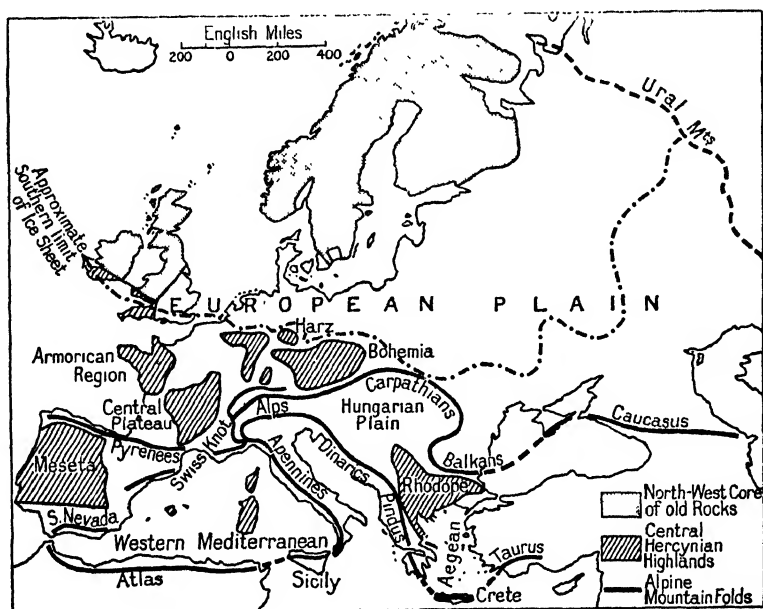 English Miles
200 0 200 400
Ural Mts
Approximate
Southern limit
of Ice Sheet
EUROPEAN PLAIN
Harz
Armorican
Region
Bohemia
Central
Plateau
Carpathians
Alps
Hungarian
Plain
Swiss Knot
Pyrenees
Meseta
Apennines
Dinarics
Caucasus
Balkans
Rhodope
Pindus
S. Nevada
Western Mediterranean
Aegean
Taurus
Atlas
Sicily
Crete
North-West Core
of old Rocks
Central
Hercynian
Highlands
Alpine
Mountain Folds